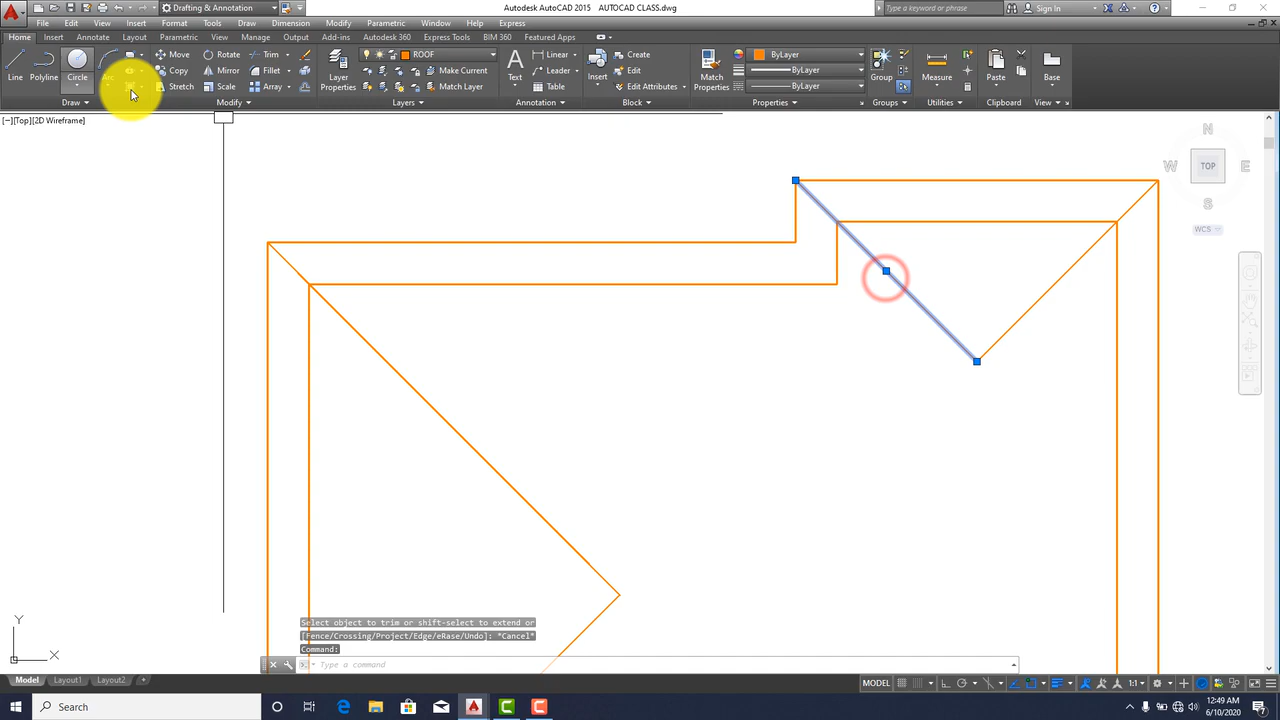 Autodesk AutoCAD 2015 AUTOCAD CLASS.dwg
Drafting & Annotation
Type a keyword or phrase
Sign In
File Edit View Insert Format Tools Draw Dimension Modify Parametric Window Help Express
Home Insert Annotate Layout Parametric View Manage Output Add-ins Autodesk 360 Express Tools Featured Apps
Line Polyline Circle Arc
Move Rotate Trim
Copy Mirror Fillet
Stretch Scale Array
Layer Properties
ROOF
Make Current
Match Layer
Text
Linear
Leader
Table
Insert
Create
Edit
Edit Attributes
Match Properties
ByLayer
ByLayer
ByLayer
Group
Measure
Paste
Base
Draw Modify Layers Annotation Block Properties Groups Utilities Clipboard View
[−][Top][2D Wireframe]
N
W TOP E
S
WCS
Select object to trim or shift-select to extend or
[Fence/Crossing/Project/Edge/eRase/Undo]: *Cancel*
Command:
Type a command
Y
X
Model Layout1 Layout2 +
MODEL
1:1
Search
12:49 AM
6/10/2020